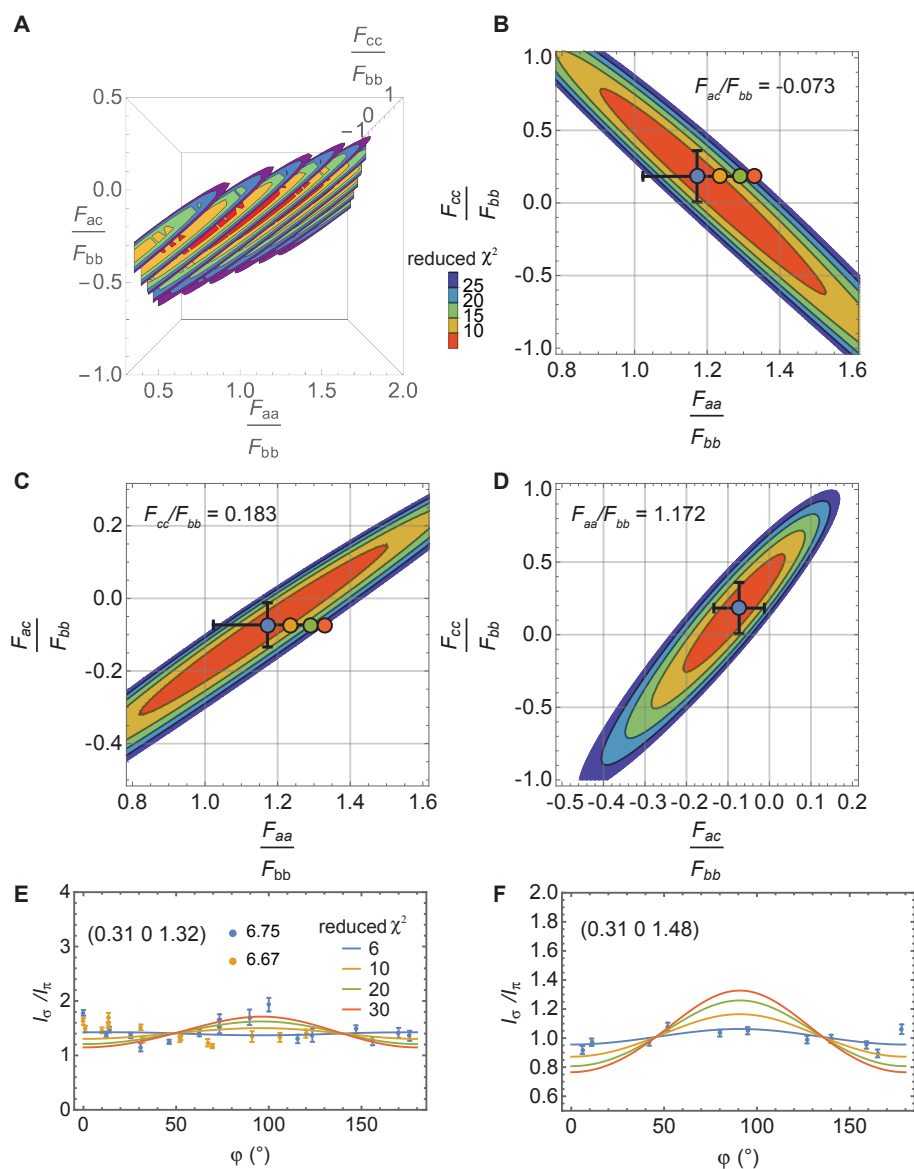 A
F_cc
F_bb
0.5
0.0
-0.5
-1.0
F_ac
F_bb
1
0
-1
0.5
1.0
1.5
2.0
F_aa
F_bb
reduced χ²
25
20
15
10
B
F_ac/F_bb = -0.073
1.0
0.5
0.0
-0.5
-1.0
F_cc
F_bb
0.8
1.0
1.2
1.4
1.6
F_aa
F_bb
C
F_cc/F_bb = 0.183
0.2
0.0
-0.2
-0.4
F_ac
F_bb
0.8
1.0
1.2
1.4
1.6
F_aa
F_bb
D
F_aa/F_bb = 1.172
1.0
0.5
0.0
-0.5
-1.0
F_cc
F_bb
-0.5
-0.4
-0.3
-0.2
-0.1
0.0
0.1
0.2
F_ac
F_bb
E
(0.31 0 1.32)
6.75
6.67
reduced χ²
6
10
20
30
4
3
2
1
0
I_σ/I_π
0
50
100
150
φ (°)
F
(0.31 0 1.48)
2.0
1.8
1.6
1.4
1.2
1.0
0.8
0.6
I_σ/I_π
0
50
100
150
φ (°)